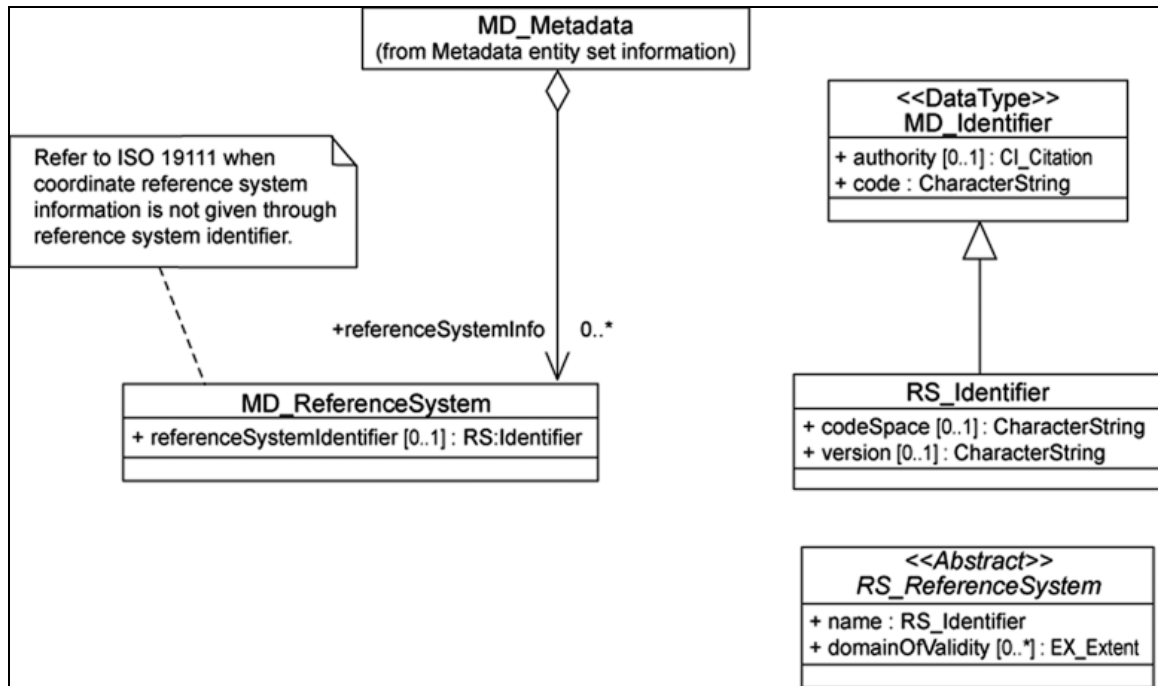 MD_Metadata
(from Metadata entity set information)
Refer to ISO 19111 when
coordinate reference system
information is not given through
reference system identifier.
+referenceSystemInfo 0..*
MD_ReferenceSystem
+ referenceSystemIdentifier [0..1] : RS:Identifier
<<DataType>>
MD_Identifier
+ authority [0..1] : CI_Citation
+ code : CharacterString
RS_Identifier
+ codeSpace [0..1] : CharacterString
+ version [0..1] : CharacterString
<<Abstract>>
RS_ReferenceSystem
+ name : RS_Identifier
+ domainOfValidity [0..*] : EX_Extent